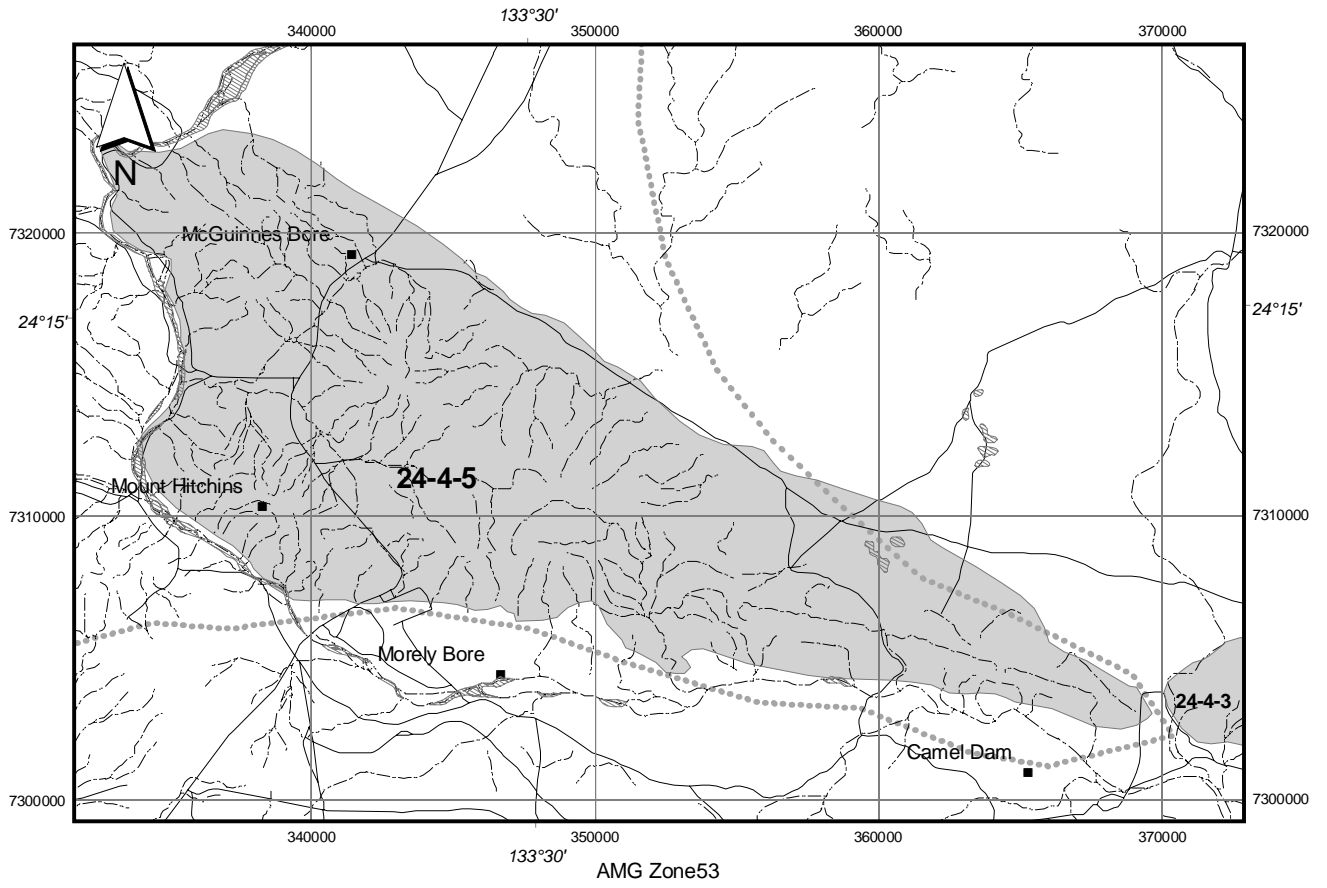 133°30'
340000 350000 360000 370000
N
McGuinnes Bore
7320000 7320000
24°15' 24°15'
24-4-5
Mount Hitchins
7310000 7310000
Morely Bore
24-4-3
Camel Dam
7300000 7300000
340000 350000 360000 370000
133°30'
AMG Zone53